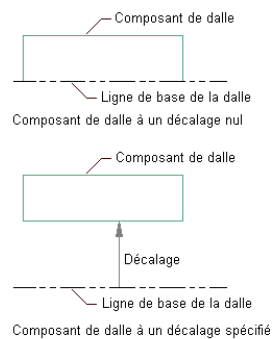 Composant de dalle
Ligne de base de la dalle
Composant de dalle à un décalage nul
Composant de dalle
Décalage
Ligne de base de la dalle
Composant de dalle à un décalage spécifié